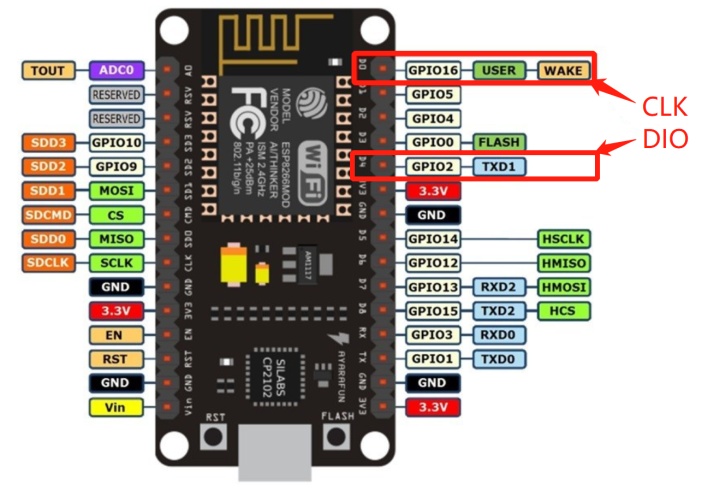 TOUT ADC0
RESERVED
RESERVED
SDD3 GPIO10
SDD2 GPIO9
SDD1 MOSI
SDCMD CS
SDD0 MISO
SDCLK SCLK
GND
3.3V
EN
RST
GND
Vin
A0
RSV
RSV
SD3
SD2
SD1
CMD
SD0
CLK
GND
3V3
EN
RST
GND
Vin
MODEL ESP8266MOD
VENDOR AI/THINKER
ISM 2.4GHz
PA +25dBm
802.11b/g/n
FC
Wi Fi
AM1117
SILABS
CP2102
AYARAFUN
RST
FLASH
D0
D1
D2
D3
D4
3V3
GND
D5
D6
D7
D8
RX
TX
GND
3V3
GPIO16 USER WAKE
GPIO5
GPIO4
GPIO0 FLASH
GPIO2 TXD1
3.3V
GND
GPIO14 HSCLK
GPIO12 HMISO
GPIO13 RXD2 HMOSI
GPIO15 TXD2 HCS
GPIO3 RXD0
GPIO1 TXD0
GND
3.3V
CLK
DIO